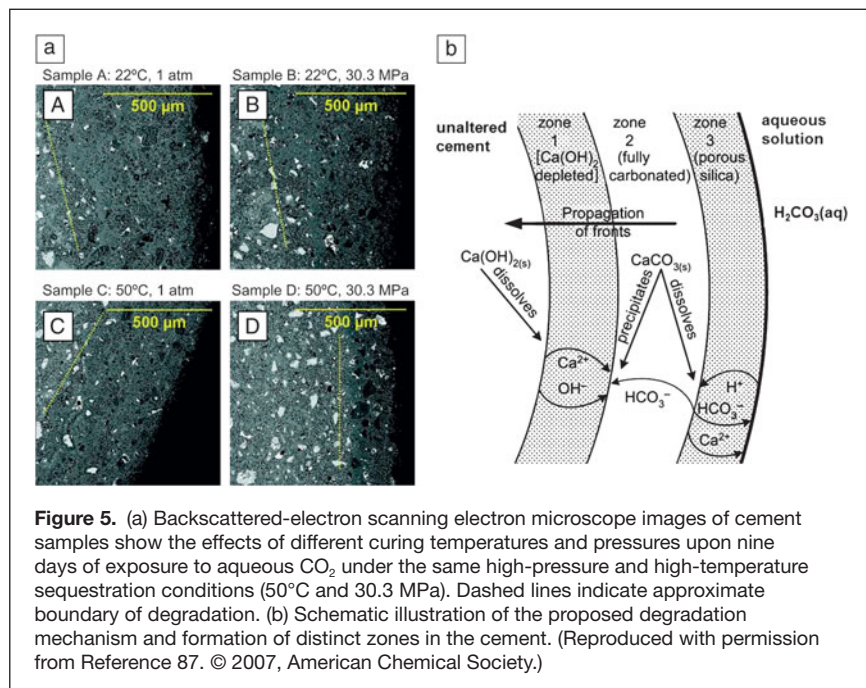 a
Sample A: 22ºC, 1 atm
Sample B: 22ºC, 30.3 MPa
500 µm
A
500 µm
B
Sample C: 50ºC, 1 atm
Sample D: 50ºC, 30.3 MPa
500 µm
C
500 µm
D
b
unaltered
cement
zone
1
[Ca(OH)2
depleted]
zone
2
(fully
carbonated)
zone
3
(porous
silica)
aqueous
solution
H2CO3(aq)
Propagation
of fronts
Ca(OH)2(s)
dissolves
CaCO3(s)
precipitates
dissolves
Ca2+
OH–
HCO3–
H+
HCO3–
Ca2+
Figure 5. (a) Backscattered-electron scanning electron microscope images of cement
samples show the effects of different curing temperatures and pressures upon nine
days of exposure to aqueous CO2 under the same high-pressure and high-temperature
sequestration conditions (50°C and 30.3 MPa). Dashed lines indicate approximate
boundary of degradation. (b) Schematic illustration of the proposed degradation
mechanism and formation of distinct zones in the cement. (Reproduced with permission
from Reference 87. © 2007, American Chemical Society.)